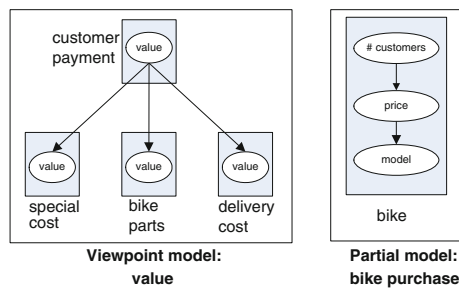 customer
payment
value
value
value
value
special
cost
bike
parts
delivery
cost
Viewpoint model:
value
# customers
price
model
bike
Partial model:
bike purchase